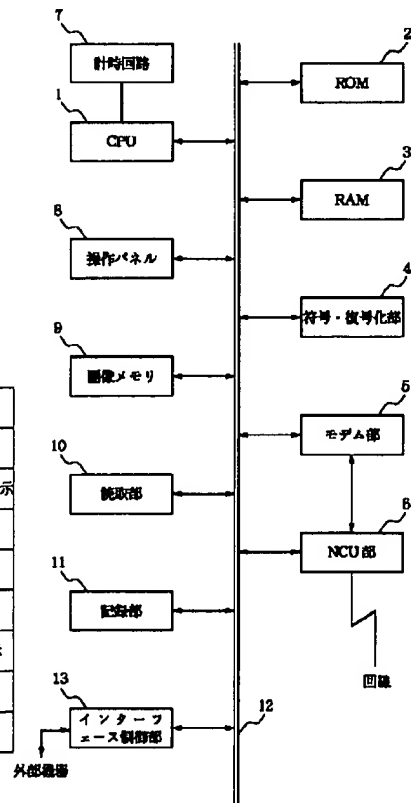 7
計時回路
1
CPU
8
操作パネル
9
画像メモリ
10
読取部
11
記録部
13
インターフ
ェース制御部
外部機器
2
ROM
3
RAM
4
符号・復号化部
5
モデム部
6
NCU部
回線
12
示